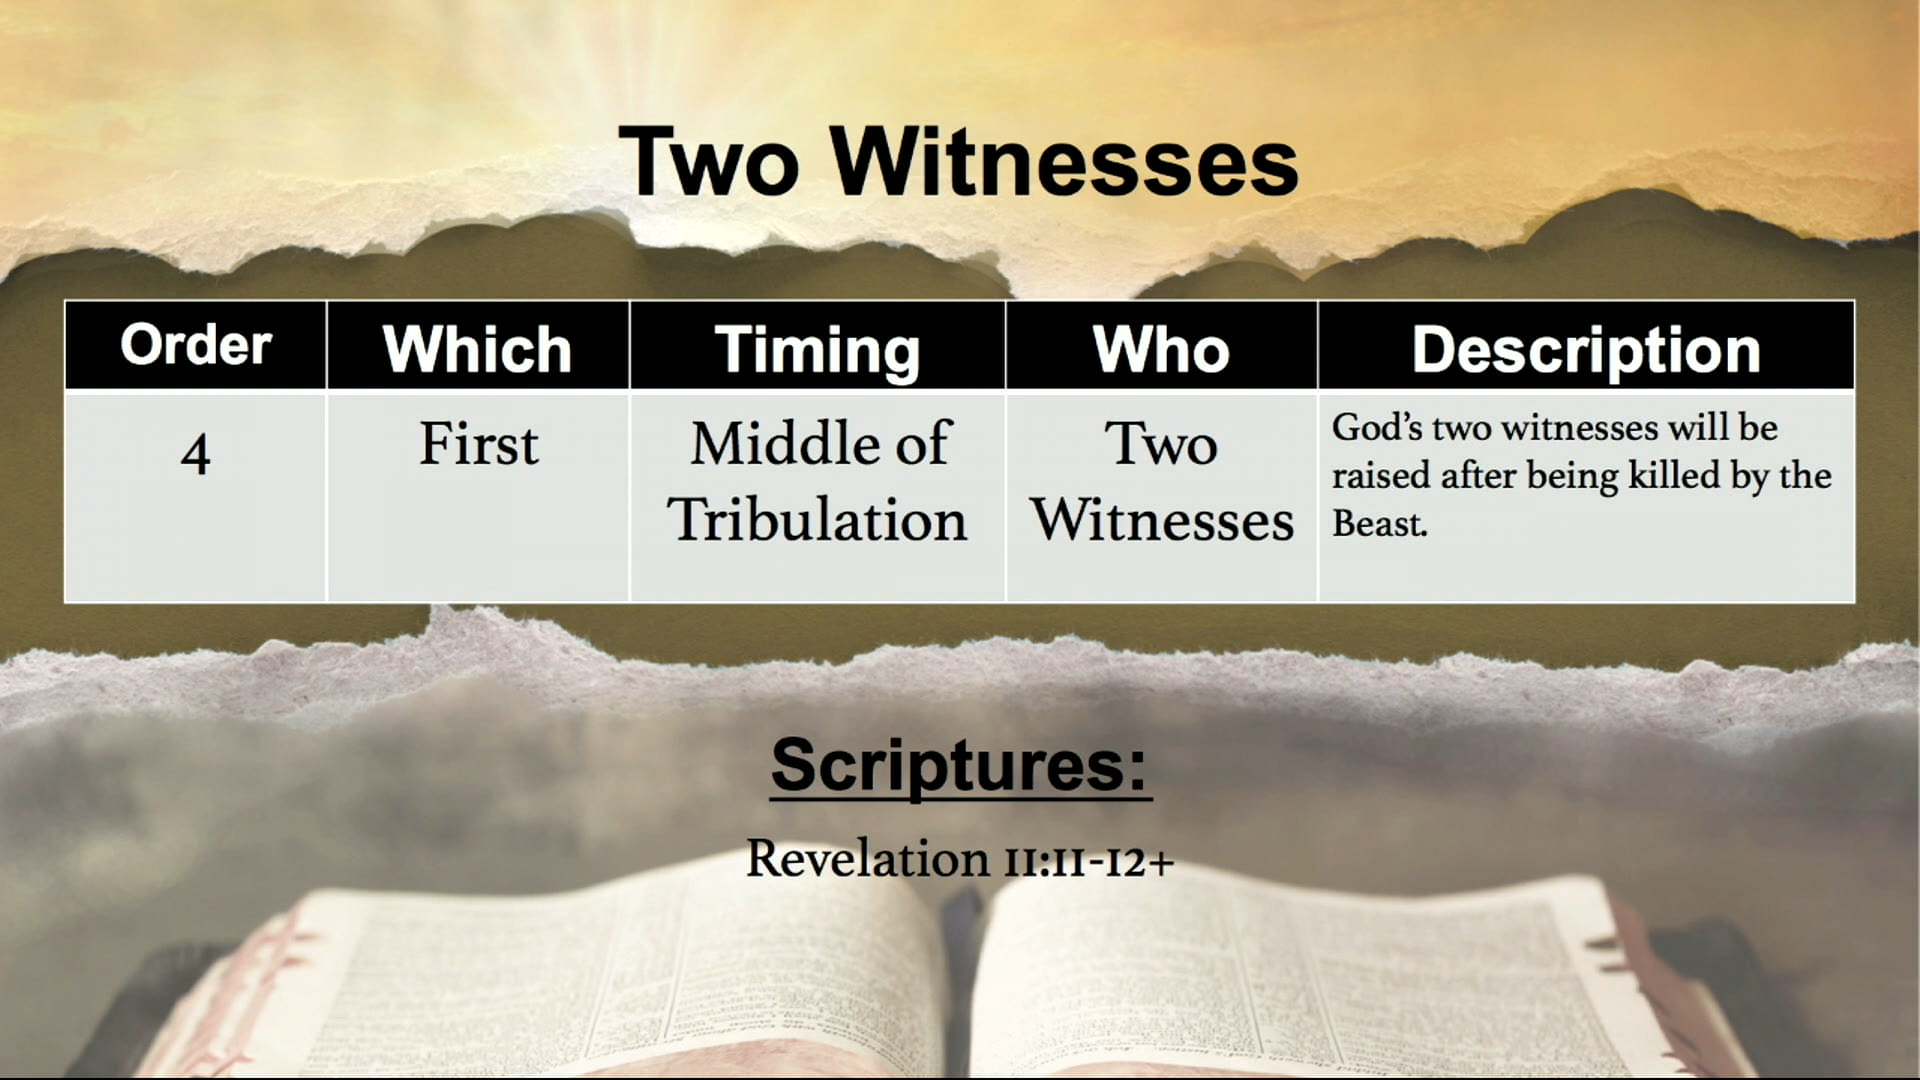 Two Witnesses
Order Which Timing Who Description
4 First Middle of Tribulation Two Witnesses God's two witnesses will be raised after being killed by the Beast.
Scriptures:
Revelation 11:11-12+